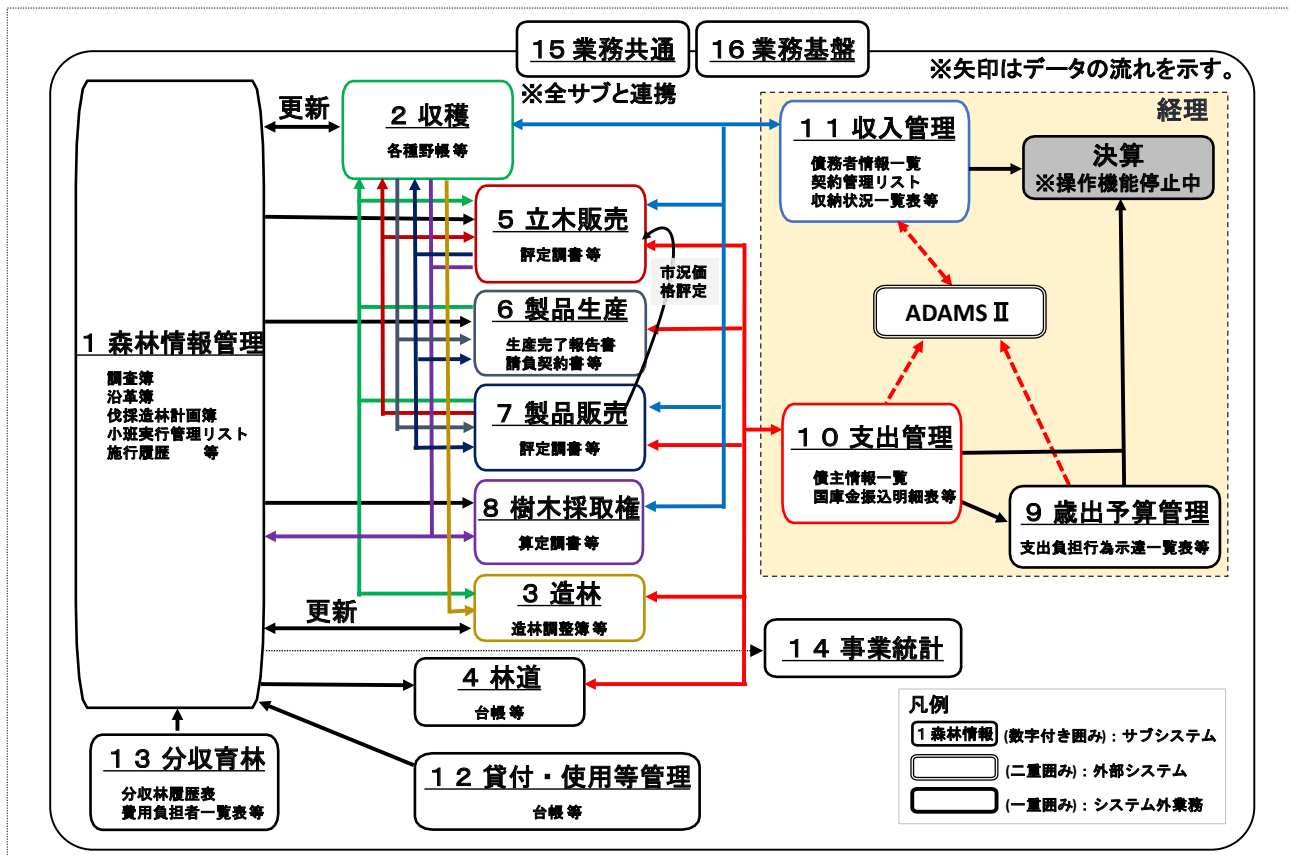 １５ 業務共通
１６ 業務基盤
※全サブと連携
※矢印はデータの流れを示す。
経理
更新
２ 収穫
各種野帳 等
１１ 収入管理
債務者情報一覧
契約管理リスト
収納状況一覧表 等
決算
※操作機能停止中
５ 立木販売
評定調書 等
市況価
格評定
６ 製品生産
生産完了報告書
請負契約書 等
ADAMSⅡ
１ 森林情報管理
調査簿
沿革簿
伐採造林計画簿
小班実行管理リスト
施行履歴 等
７ 製品販売
評定調書 等
１０ 支出管理
債主情報一覧
国庫金振込明細表 等
８ 樹木採取権
算定調書 等
９ 歳出予算管理
支出負担行為示達一覧表 等
３ 造林
造林調整簿 等
更新
１４ 事業統計
４ 林道
台帳 等
１３ 分収育林
分収林履歴表
費用負担者一覧表 等
１２ 貸付・使用等管理
台帳 等
凡例
１ 森林情報 (数字付き囲み)：サブシステム
(二重囲み)：外部システム
(一重囲み)：システム外業務